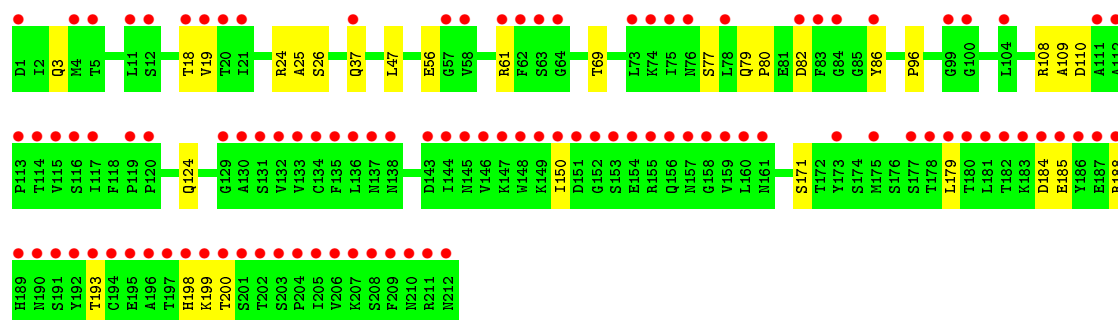 D1 I2 Q3 M4 T5 L11 S12 T18 V19 T20 I21 R24 A25 S26 Q37 L47 E56 G57 V58 R61 F62 S63 G64 T69 L73 K74 I75 N76 S77 L78 Q79 P80 E81 D82 F83 G84 G85 Y86 P96 G99 G100 L104 R108 A109 D110 A111 A112
P113 T114 V115 S116 I117 F118 P119 P120 Q124 G129 A130 S131 V132 V133 C134 F135 L136 N137 N138 D143 I144 N145 V146 K147 W148 K149 I150 D151 G152 S153 E154 R155 Q156 N157 G158 V159 L160 N161 S171 T172 Y173 S174 M175 S176 S177 T178 L179 T180 L181 T182 K183 D184 E185 Y186 E187 R188
H189 N190 S191 Y192 T193 C194 E195 A196 T197 H198 K199 T200 S201 T202 S203 P204 I205 V206 K207 S208 F209 N210 R211 N212